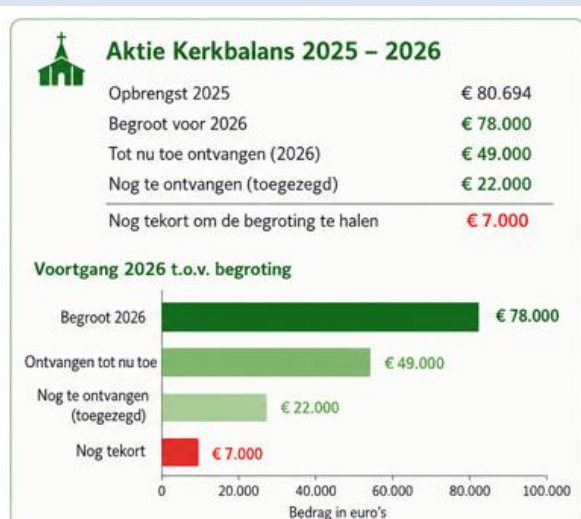 Aktie Kerkbalans 2025 – 2026
Opbrengst 2025 € 80.694
Begroot voor 2026 € 78.000
Tot nu toe ontvangen (2026) € 49.000
Nog te ontvangen (toegezegd) € 22.000
Nog tekort om de begroting te halen € 7.000
Voortgang 2026 t.o.v. begroting
Begroot 2026 € 78.000
Ontvangen tot nu toe € 49.000
Nog te ontvangen
(toegezegd) € 22.000
Nog tekort € 7.000
0 20.000 40.000 60.000 80.000 100.000
Bedrag in euro's